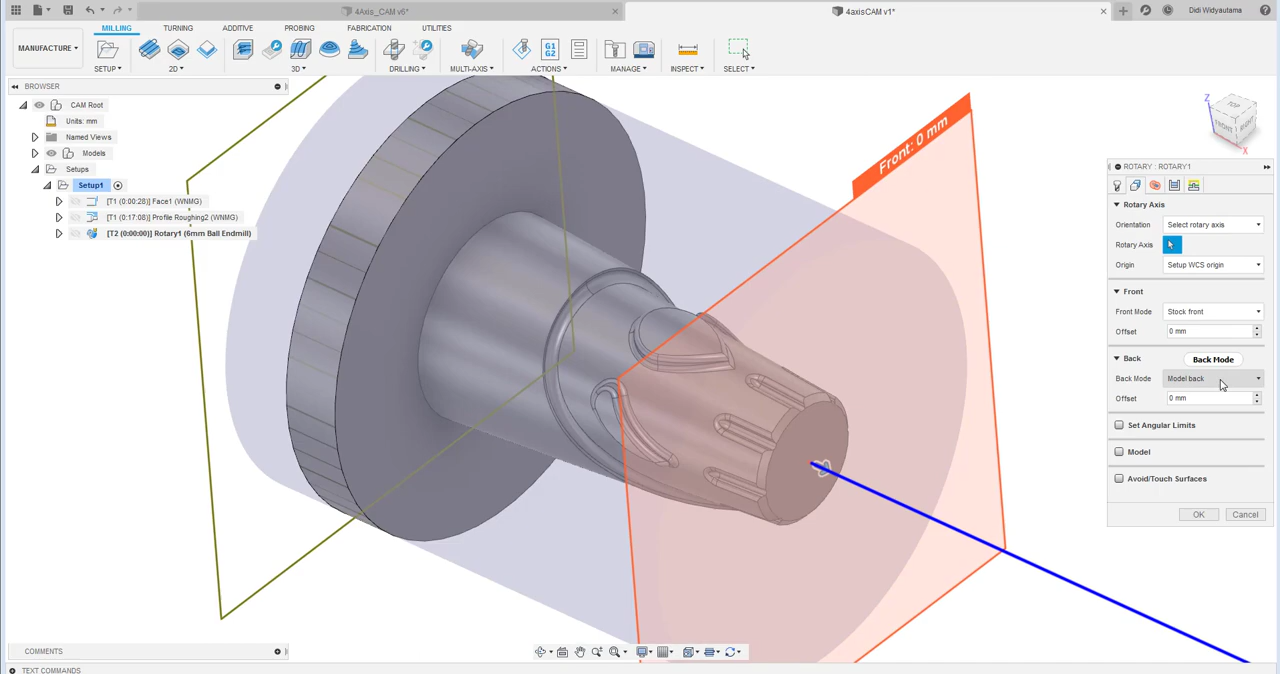 4Axis_CAM v6*
4axisCAM v1*
Didi Widyautama
MANUFACTURE
MILLING
TURNING
ADDITIVE
PROBING
FABRICATION
UTILITIES
SETUP
2D
3D
DRILLING
MULTI-AXIS
ACTIONS
G1
G2
MANAGE
INSPECT
SELECT
BROWSER
CAM Root
Units: mm
Named Views
Models
Setups
Setup1
[T1 (0:00:28)] Face1 (WNMG)
[T1 (0:17:08)] Profile Roughing2 (WNMG)
[T2 (0:00:00)] Rotary1 (6mm Ball Endmill)
Front: 0 mm
Z
TOP
FRONT
RIGHT
X
ROTARY : ROTARY1
Rotary Axis
Orientation Select rotary axis
Rotary Axis
Origin Setup WCS origin
Front
Front Mode Stock front
Offset 0 mm
Back
Back Mode
Back Mode Model back
Offset 0 mm
Set Angular Limits
Model
Avoid/Touch Surfaces
OK Cancel
COMMENTS
TEXT COMMANDS